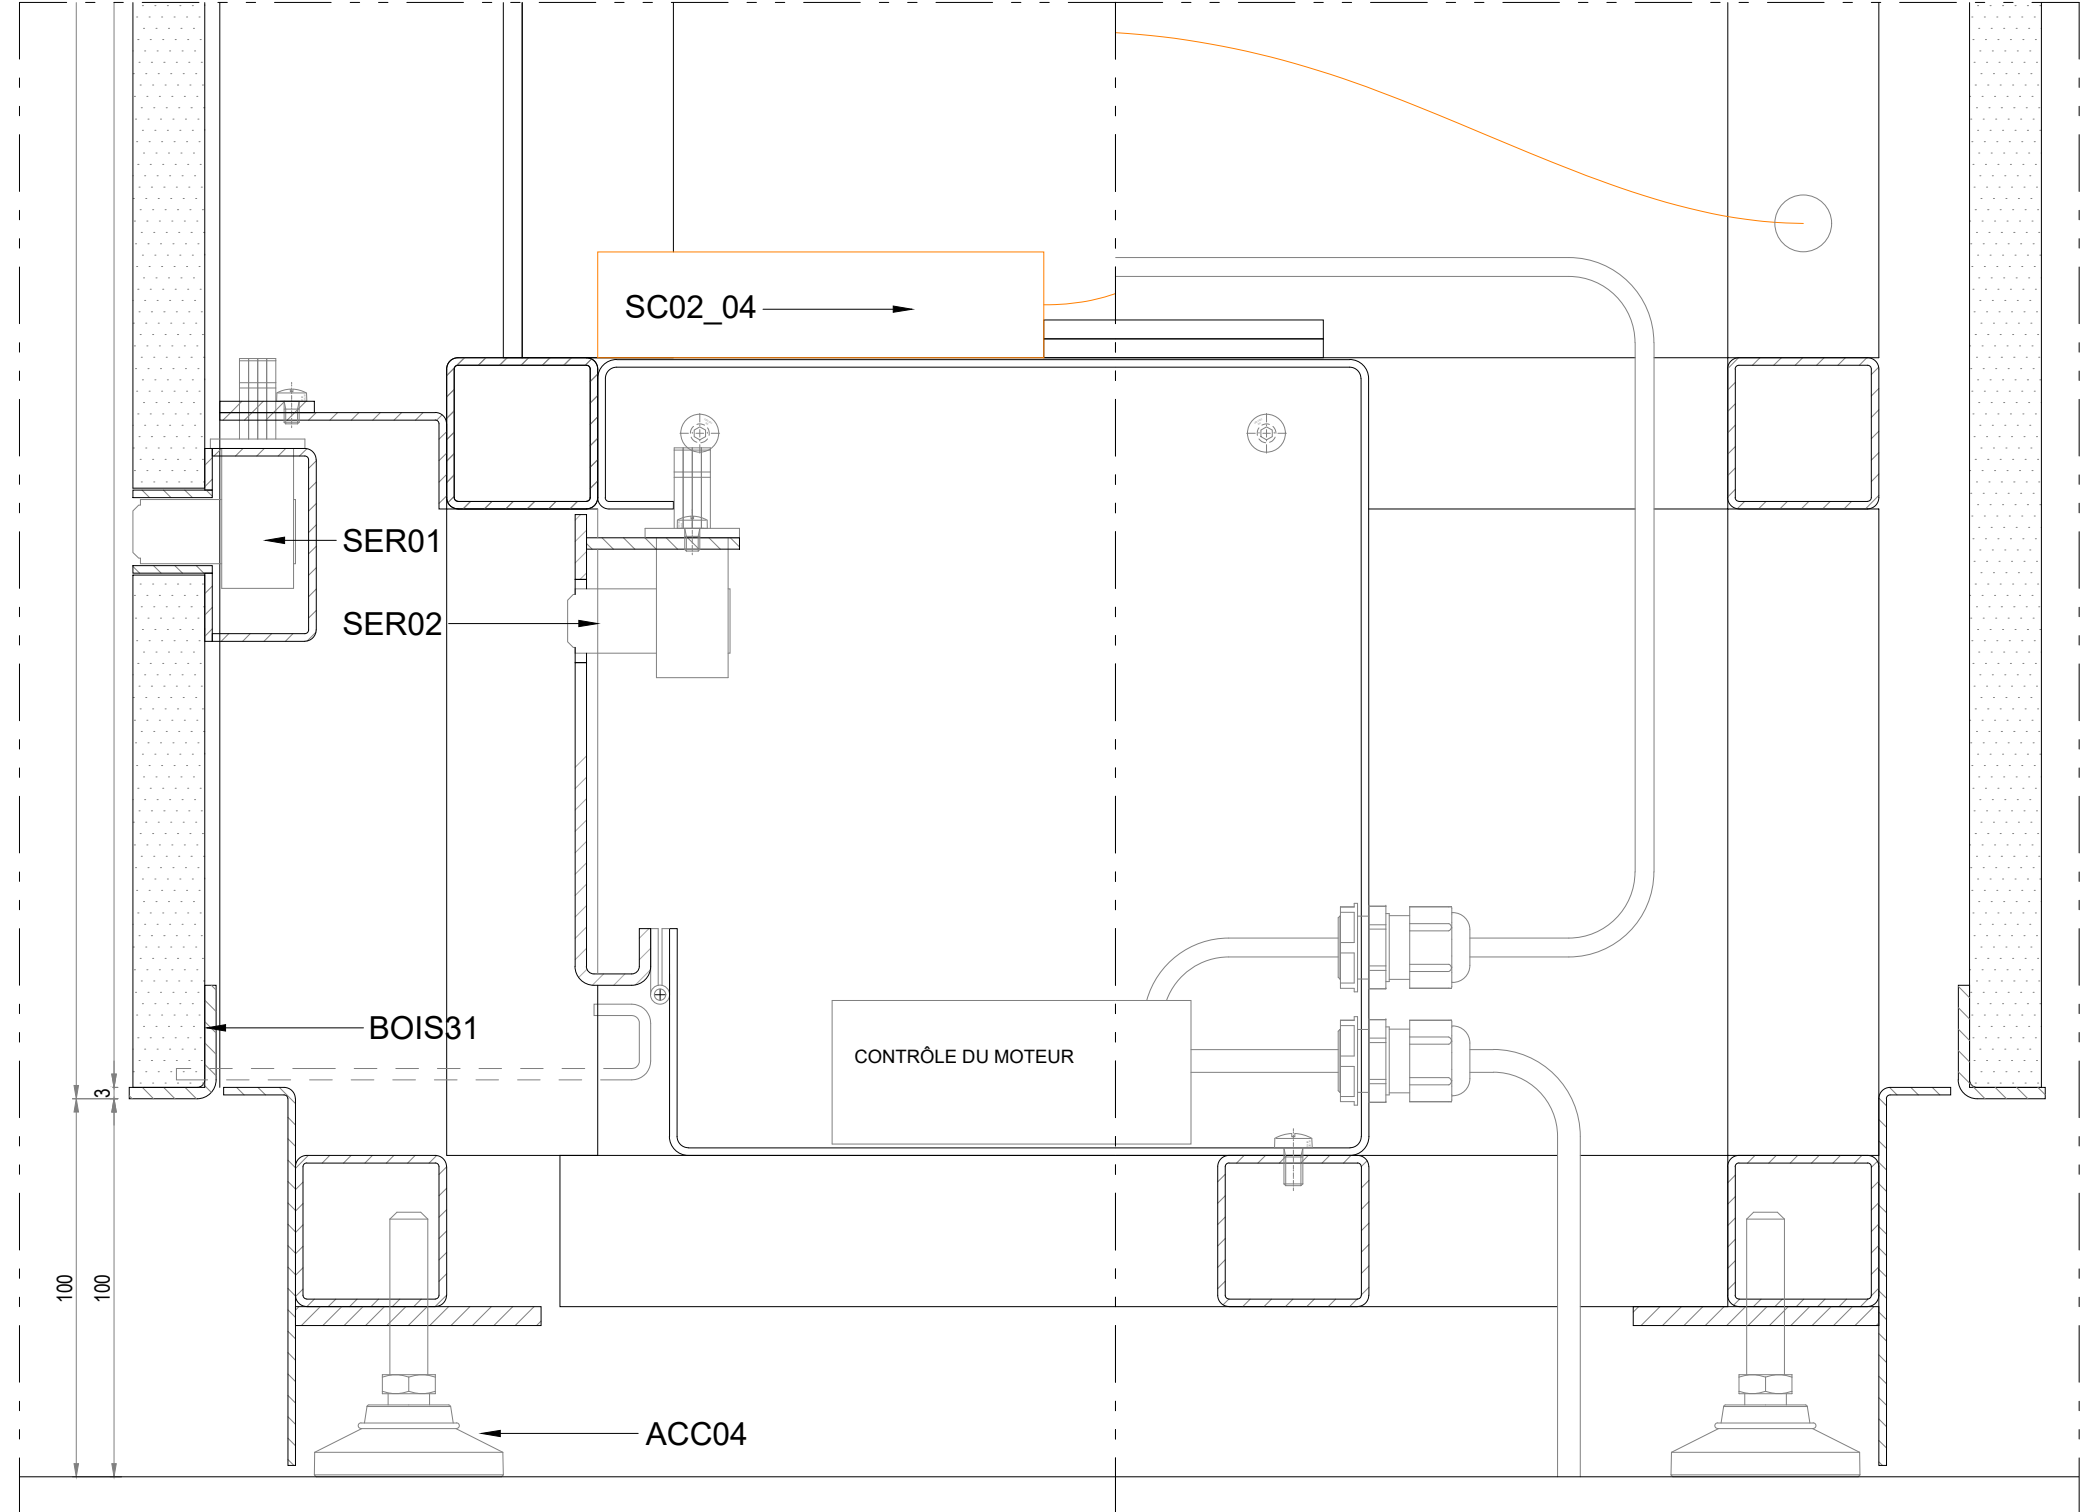 SC02_04
SER01
SER02
BOIS31
CONTRÔLE DU MOTEUR
3
100
100
ACC04